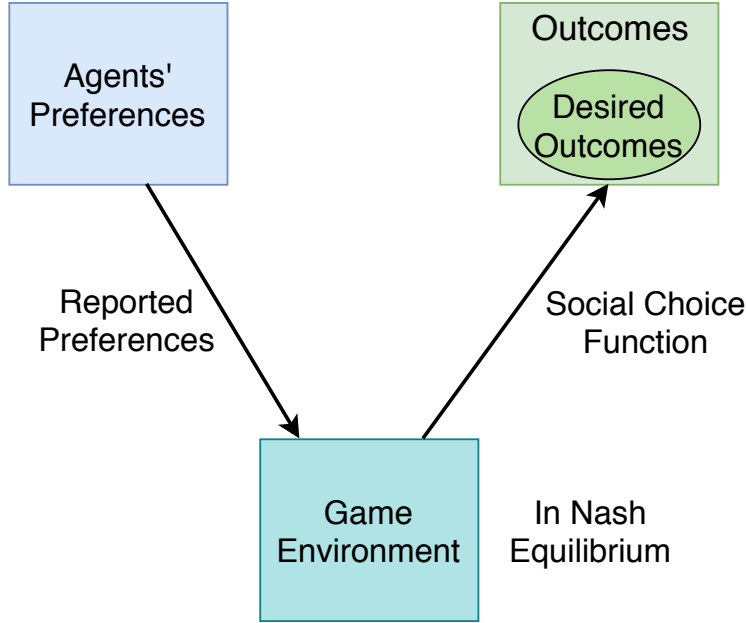 Agents'
Preferences
Outcomes
Desired
Outcomes
Reported
Preferences
Social Choice
Function
Game
Environment
In Nash
Equilibrium